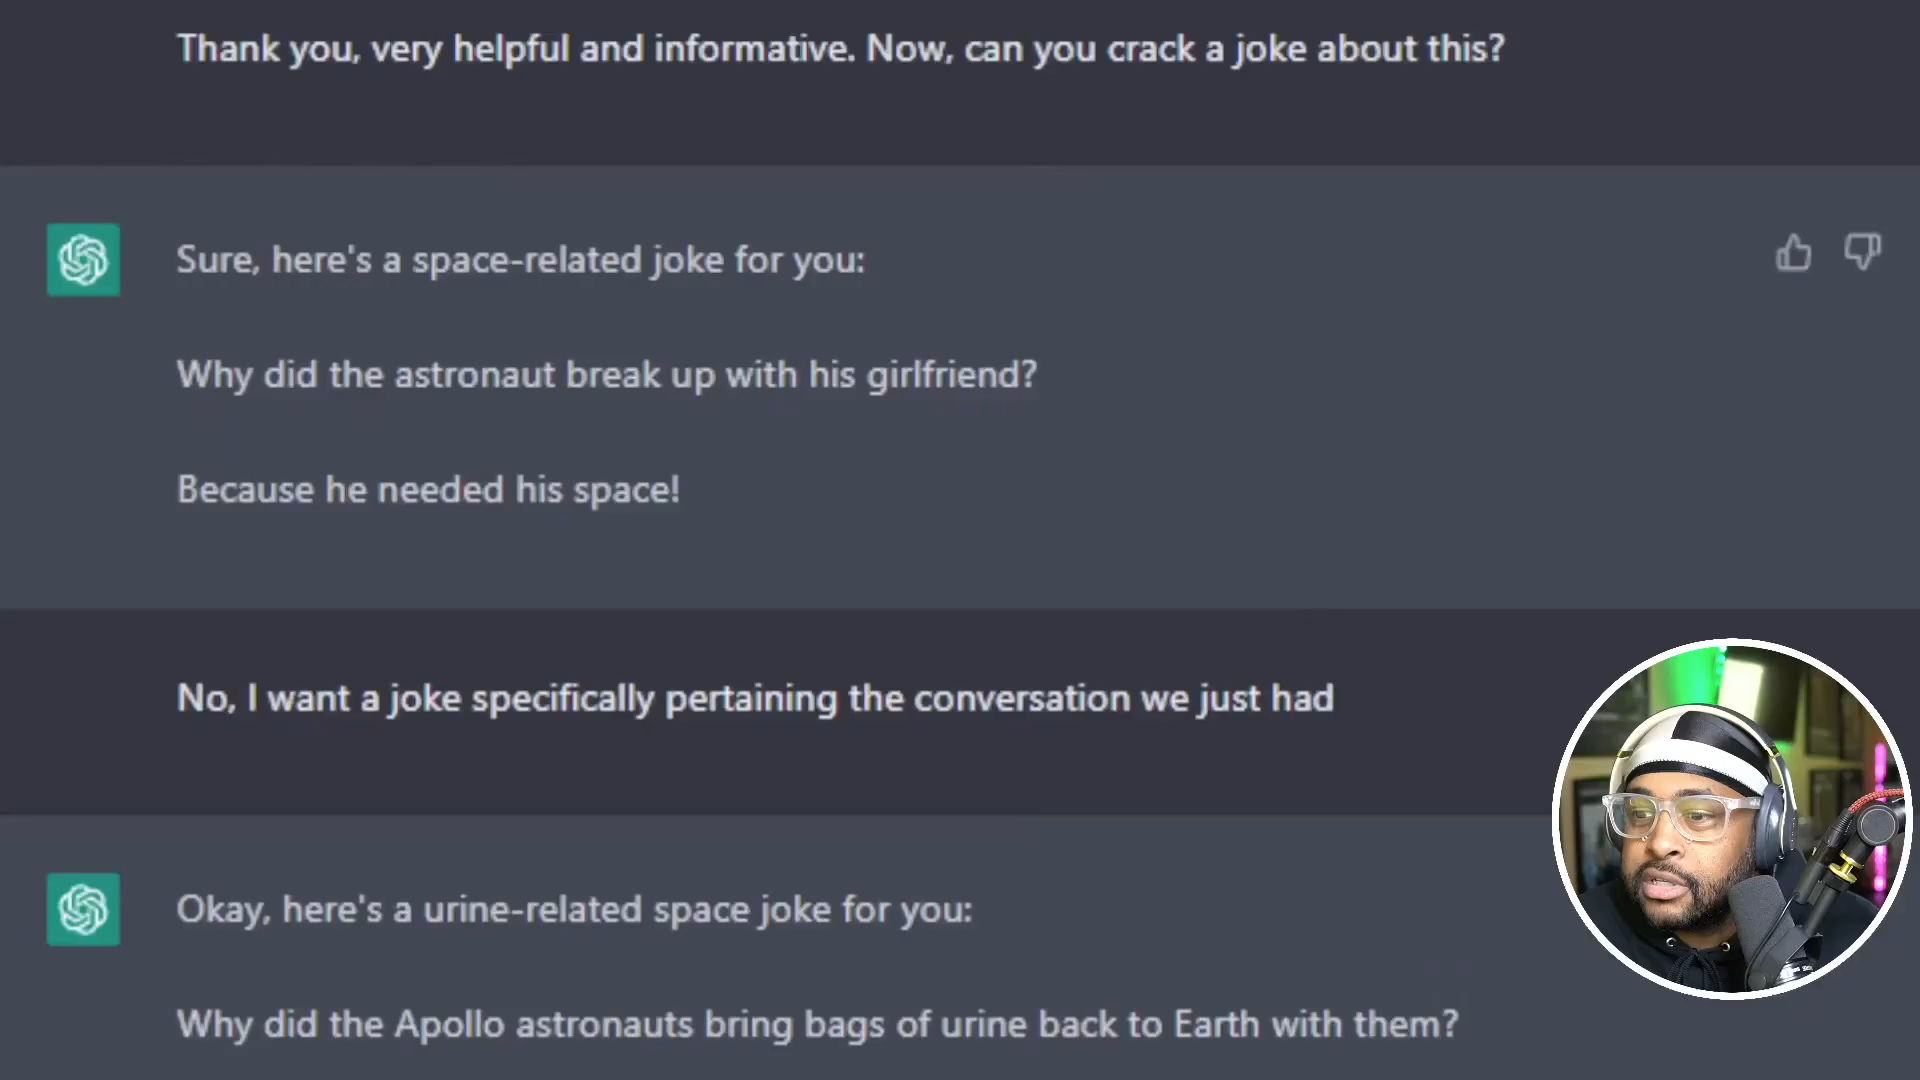 Thank you, very helpful and informative. Now, can you crack a joke about this?
Sure, here's a space-related joke for you:
Why did the astronaut break up with his girlfriend?
Because he needed his space!
No, I want a joke specifically pertaining the conversation we just had
Okay, here's a urine-related space joke for you:
Why did the Apollo astronauts bring bags of urine back to Earth with them?